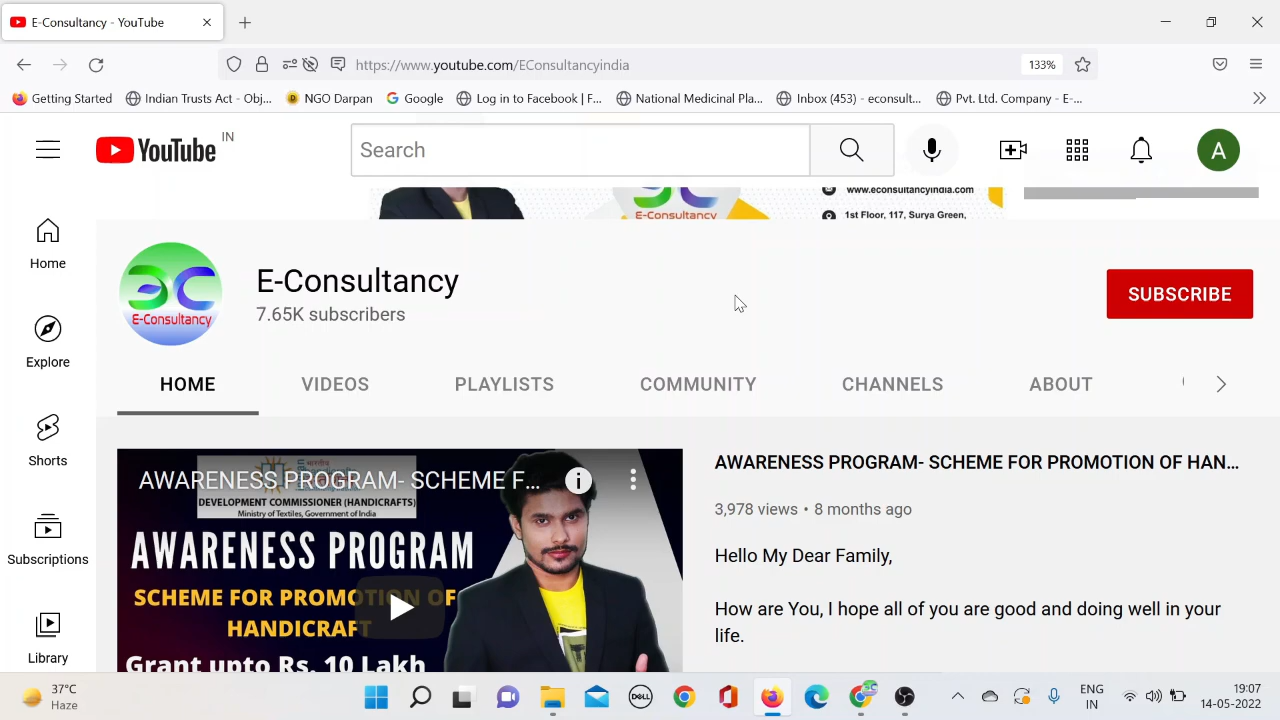 E-Consultancy - YouTube
https://www.youtube.com/EConsultancyindia
133%
Getting Started
Indian Trusts Act - Obj...
NGO Darpan
Google
Log in to Facebook | F...
National Medicinal Pla...
Inbox (453) - econsult...
Pvt. Ltd. Company - E-...
YouTube IN
Search
A
www.econsultancyindia.com
E-Consultancy
1st Floor, 117, Surya Green,
Home
Explore
Shorts
Subscriptions
Library
E-Consultancy
E-Consultancy
7.65K subscribers
SUBSCRIBE
HOME
VIDEOS
PLAYLISTS
COMMUNITY
CHANNELS
ABOUT
AWARENESS PROGRAM- SCHEME F...
DEVELOPMENT COMMISSIONER (HANDICRAFTS)
Ministry of Textiles, Government of India
AWARENESS PROGRAM
SCHEME FOR PROMOTION OF
HANDICRAFT
Grant upto Rs. 10 Lakh
AWARENESS PROGRAM- SCHEME FOR PROMOTION OF HAN...
3,978 views • 8 months ago
Hello My Dear Family,
How are You, I hope all of you are good and doing well in your
life.
37°C
Haze
DELL
ENG
IN
19:07
14-05-2022